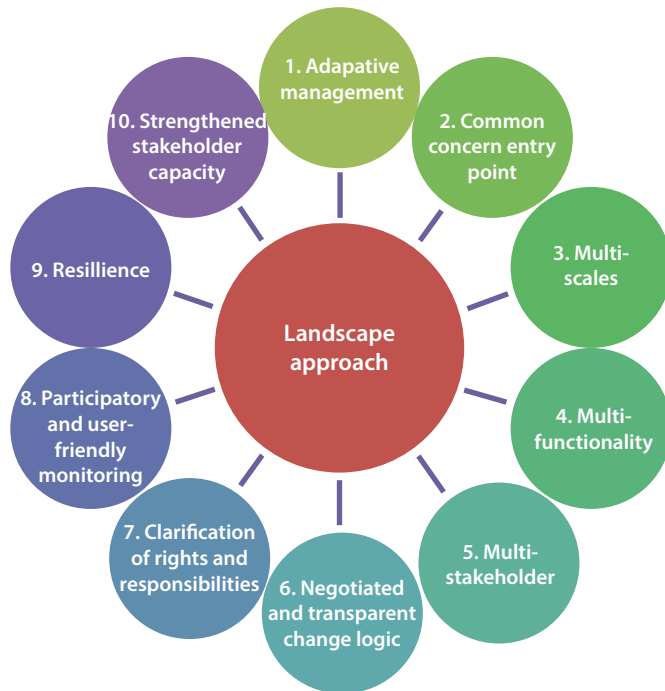 1. Adapative
management
2. Common
concern entry
point
3. Multi-
scales
4. Multi-
functionality
5. Multi-
stakeholder
6. Negotiated
and transparent
change logic
7. Clarification
of rights and
responsibilities
8. Participatory
and user-
friendly
monitoring
9. Resillience
10. Strengthened
stakeholder
capacity
Landscape
approach